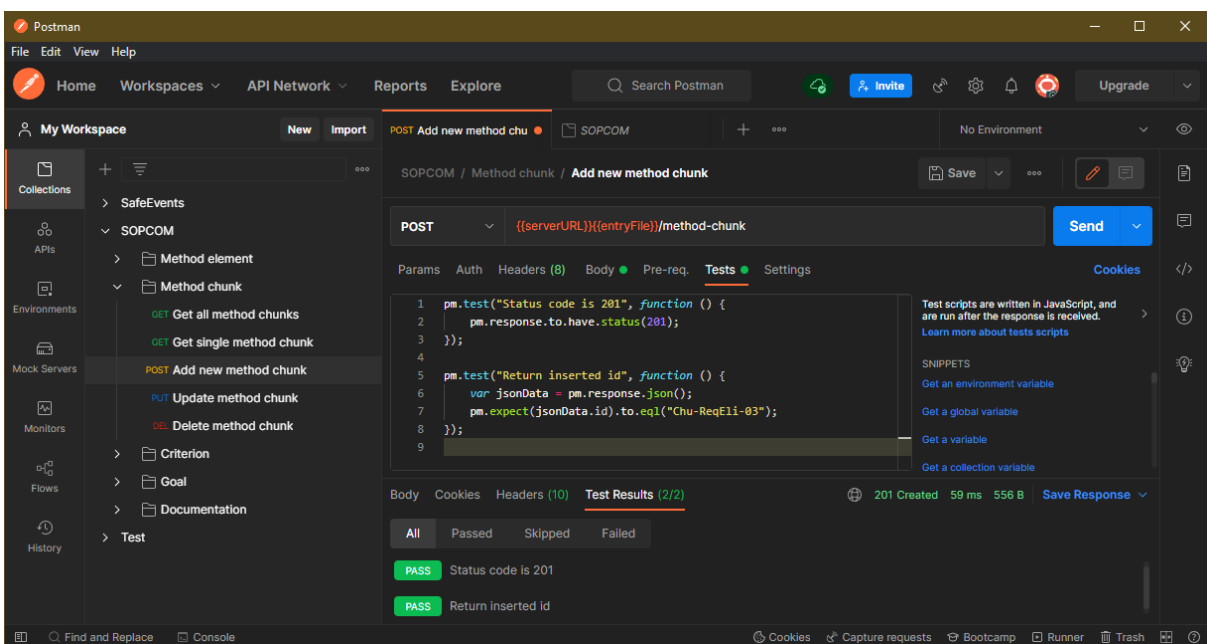 Postman
File Edit View Help
Home Workspaces API Network Reports Explore Search Postman Invite Upgrade
My Workspace New Import
POST Add new method chu SOPCOM No Environment
Collections
APIs
Environments
Mock Servers
Monitors
Flows
History
SafeEvents
SOPCOM
Method element
Method chunk
GET Get all method chunks
GET Get single method chunk
POST Add new method chunk
PUT Update method chunk
DEL Delete method chunk
Criterion
Goal
Documentation
Test
SOPCOM / Method chunk / Add new method chunk Save
POST {{serverURL}}{{entryFile}}/method-chunk Send
Params Auth Headers (8) Body Pre-req. Tests Settings Cookies
1 pm.test("Status code is 201", function () {
2 pm.response.to.have.status(201);
3 });
4
5 pm.test("Return inserted id", function () {
6 var jsonData = pm.response.json();
7 pm.expect(jsonData.id).to.eql("Chu-ReqEli-03");
8 });
9
Test scripts are written in JavaScript, and
are run after the response is received.
Learn more about tests scripts
SNIPPETS
Get an environment variable
Get a global variable
Get a variable
Get a collection variable
Body Cookies Headers (10) Test Results (2/2) 201 Created 59 ms 556 B Save Response
All Passed Skipped Failed
PASS Status code is 201
PASS Return inserted id
Find and Replace Console Cookies Capture requests Bootcamp Runner Trash